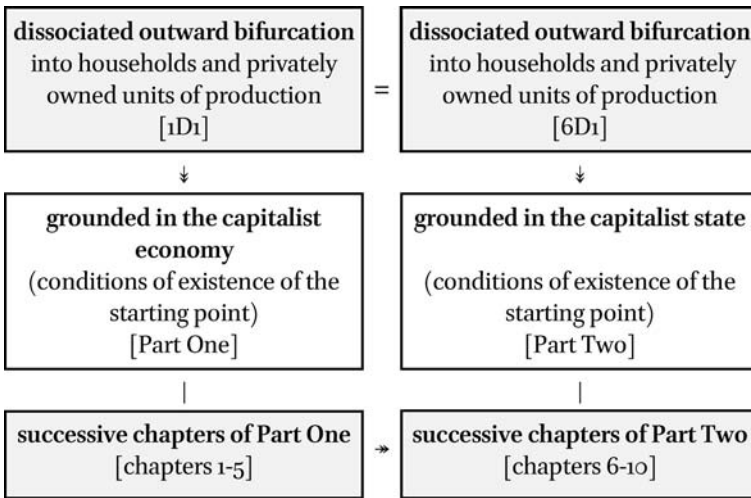 dissociated outward bifurcation
into households and privately
owned units of production
[1D1]
=
dissociated outward bifurcation
into households and privately
owned units of production
[6D1]
↡
↡
grounded in the capitalist
economy
(conditions of existence of the
starting point)
[Part One]
grounded in the capitalist state
(conditions of existence of the
starting point)
[Part Two]
|
|
successive chapters of Part One
[chapters 1-5]
↠
successive chapters of Part Two
[chapters 6-10]